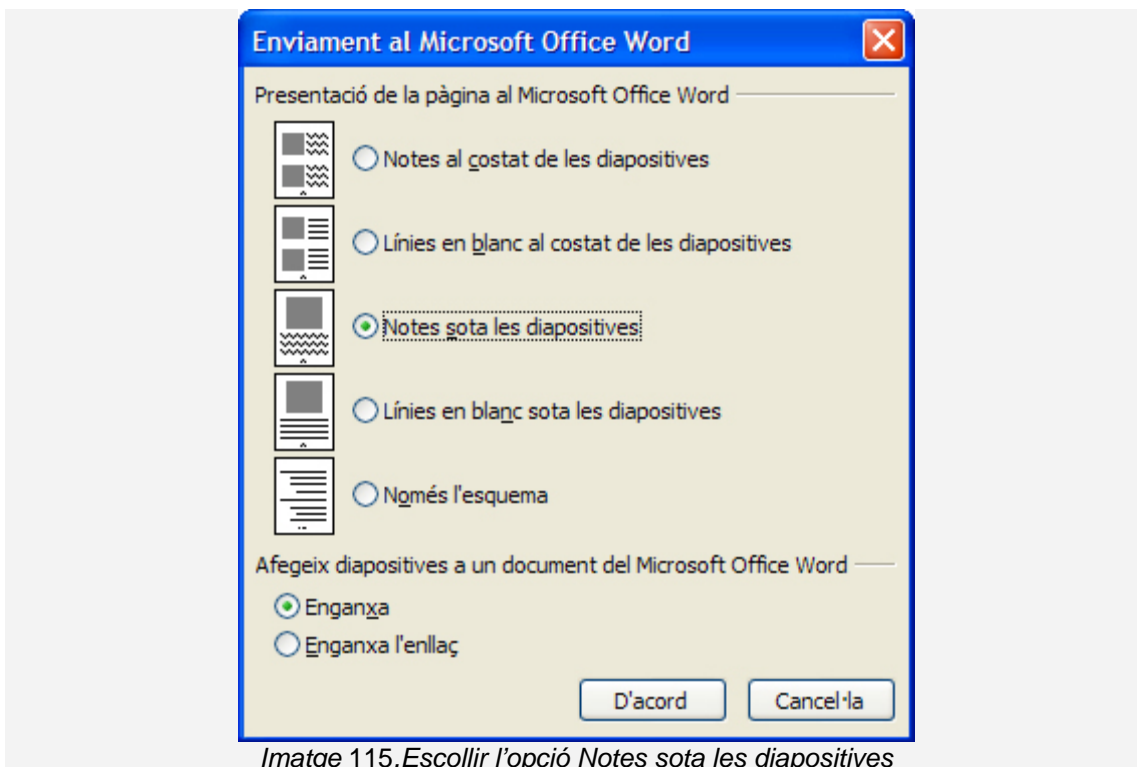 Enviament al Microsoft Office Word
Presentació de la pàgina al Microsoft Office Word
Notes al costat de les diapositives
Línies en blanc al costat de les diapositives
Notes sota les diapositives
Línies en blanc sota les diapositives
Només l'esquema
Afegeix diapositives a un document del Microsoft Office Word
Enganxa
Enganxa l'enllaç
D'acord
Cancel·la
Imatge 115.Escollir l’opció Notes sota les diapositives